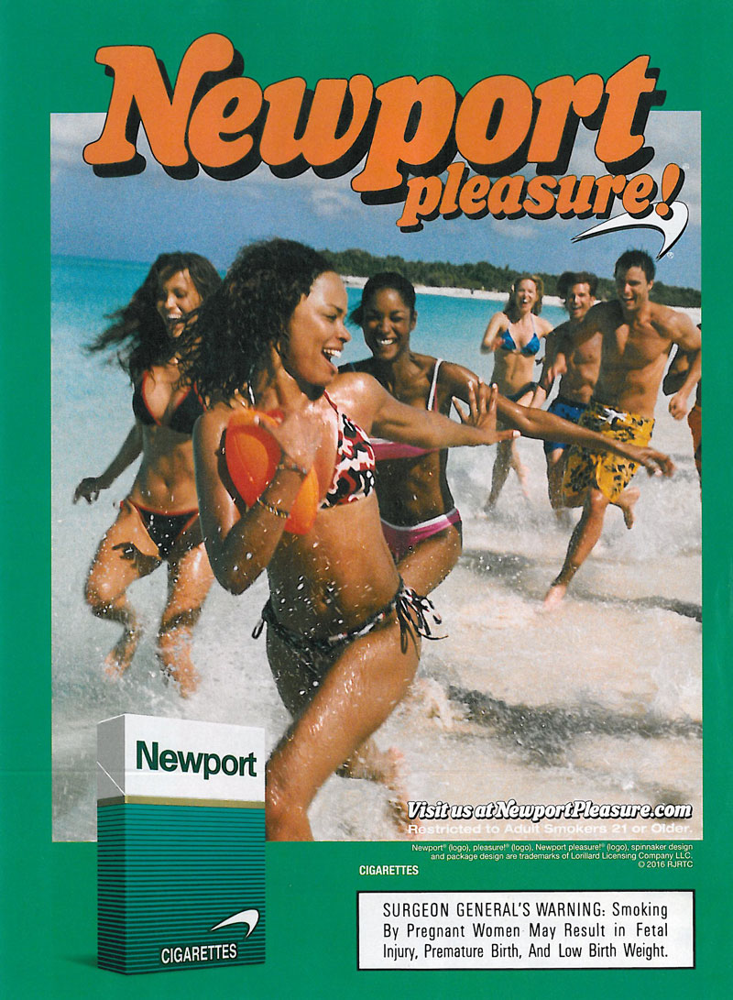 Newport
pleasure!
®
Newport
CIGARETTES
Visit us at NewportPleasure.com
Restricted to Adult Smokers 21 or Older.
Newport® (logo), pleasure!® (logo), Newport pleasure!® (logo), spinnaker design
and package design are trademarks of Lorillard Licensing Company LLC.
© 2016 RJRTC
CIGARETTES
SURGEON GENERAL'S WARNING: Smoking
By Pregnant Women May Result in Fetal
Injury, Premature Birth, And Low Birth Weight.